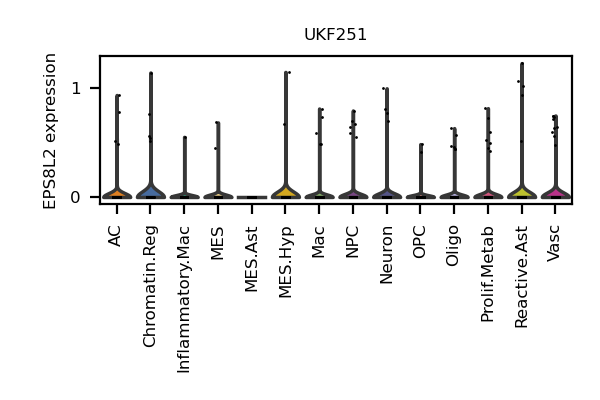 UKF251
EPS8L2 expression
1
0
AC
Chromatin.Reg
Inflammatory.Mac
MES
MES.Ast
MES.Hyp
Mac
NPC
Neuron
OPC
Oligo
Prolif.Metab
Reactive.Ast
Vasc